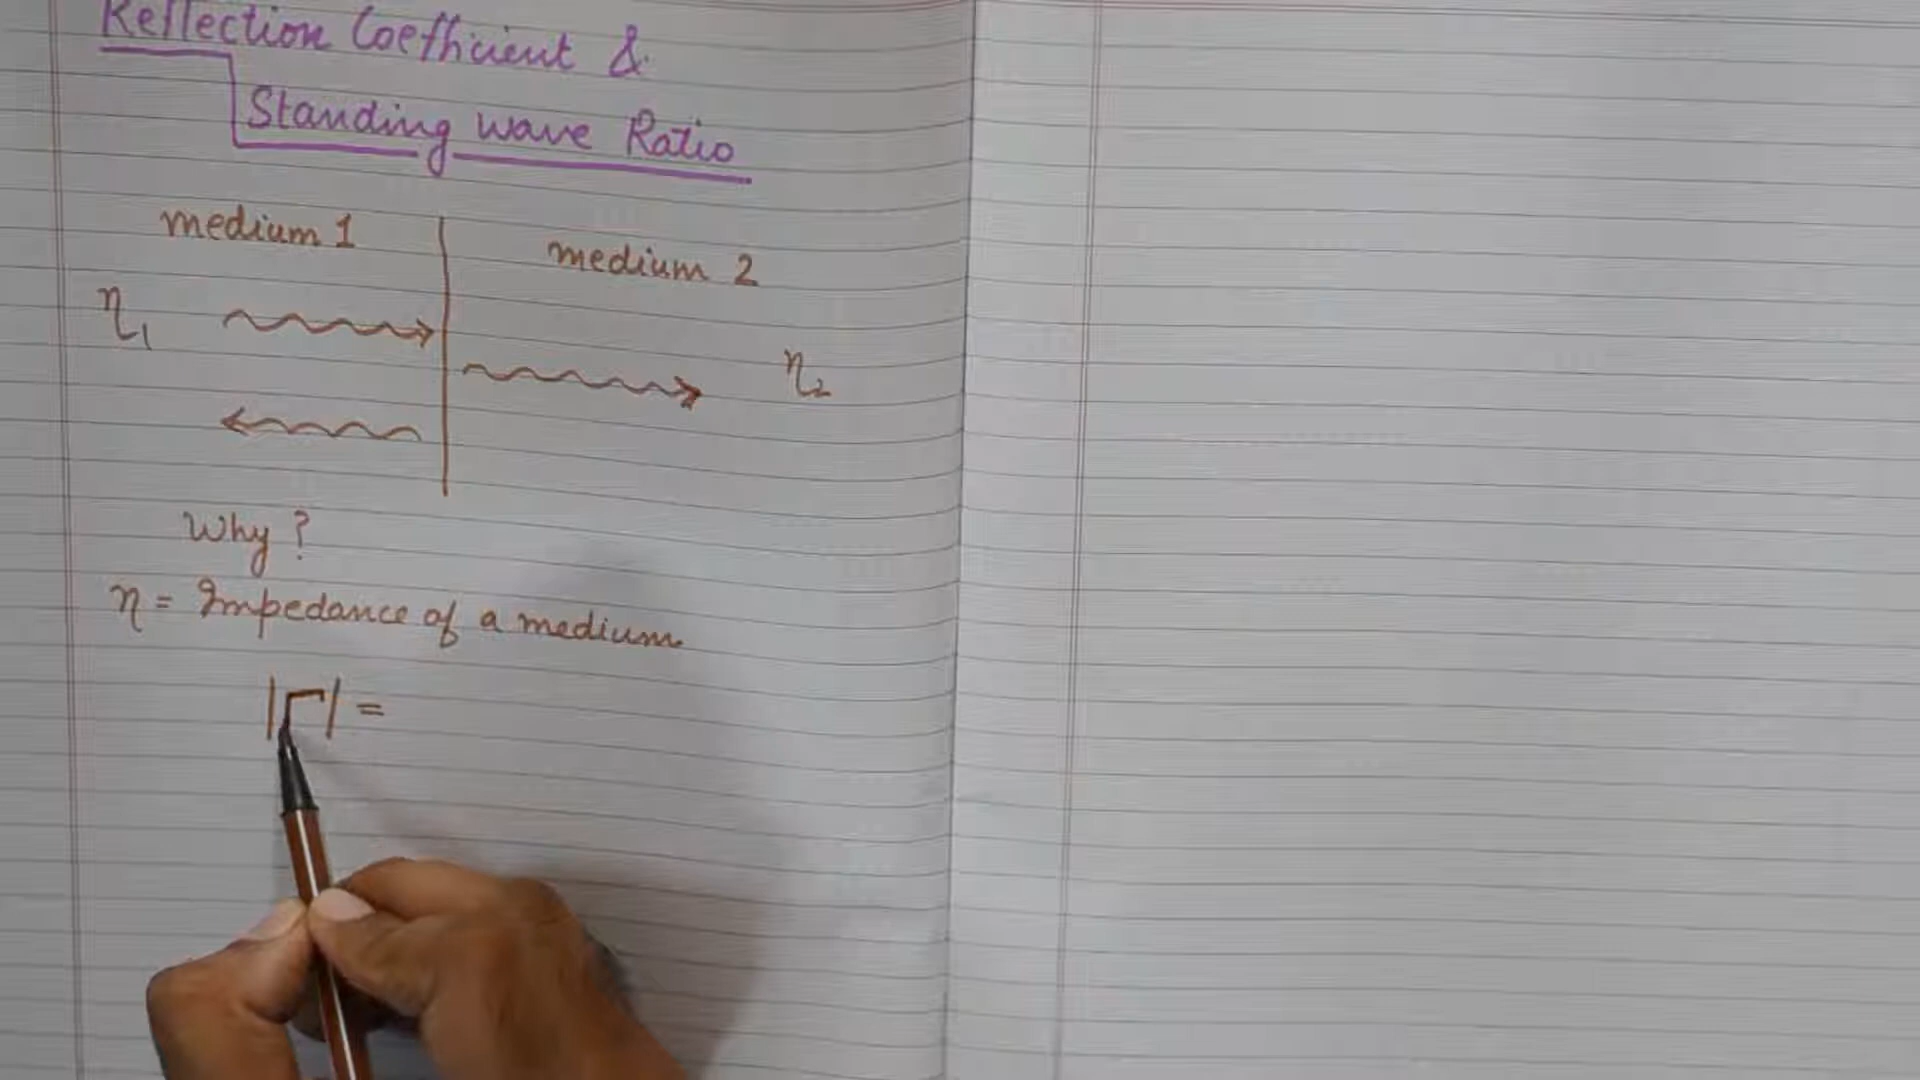 Reflection Coefficient &
Standing wave Ratio
medium 1
medium 2
η₁
η₂
Why?
η = Impedance of a medium
|Γ| =